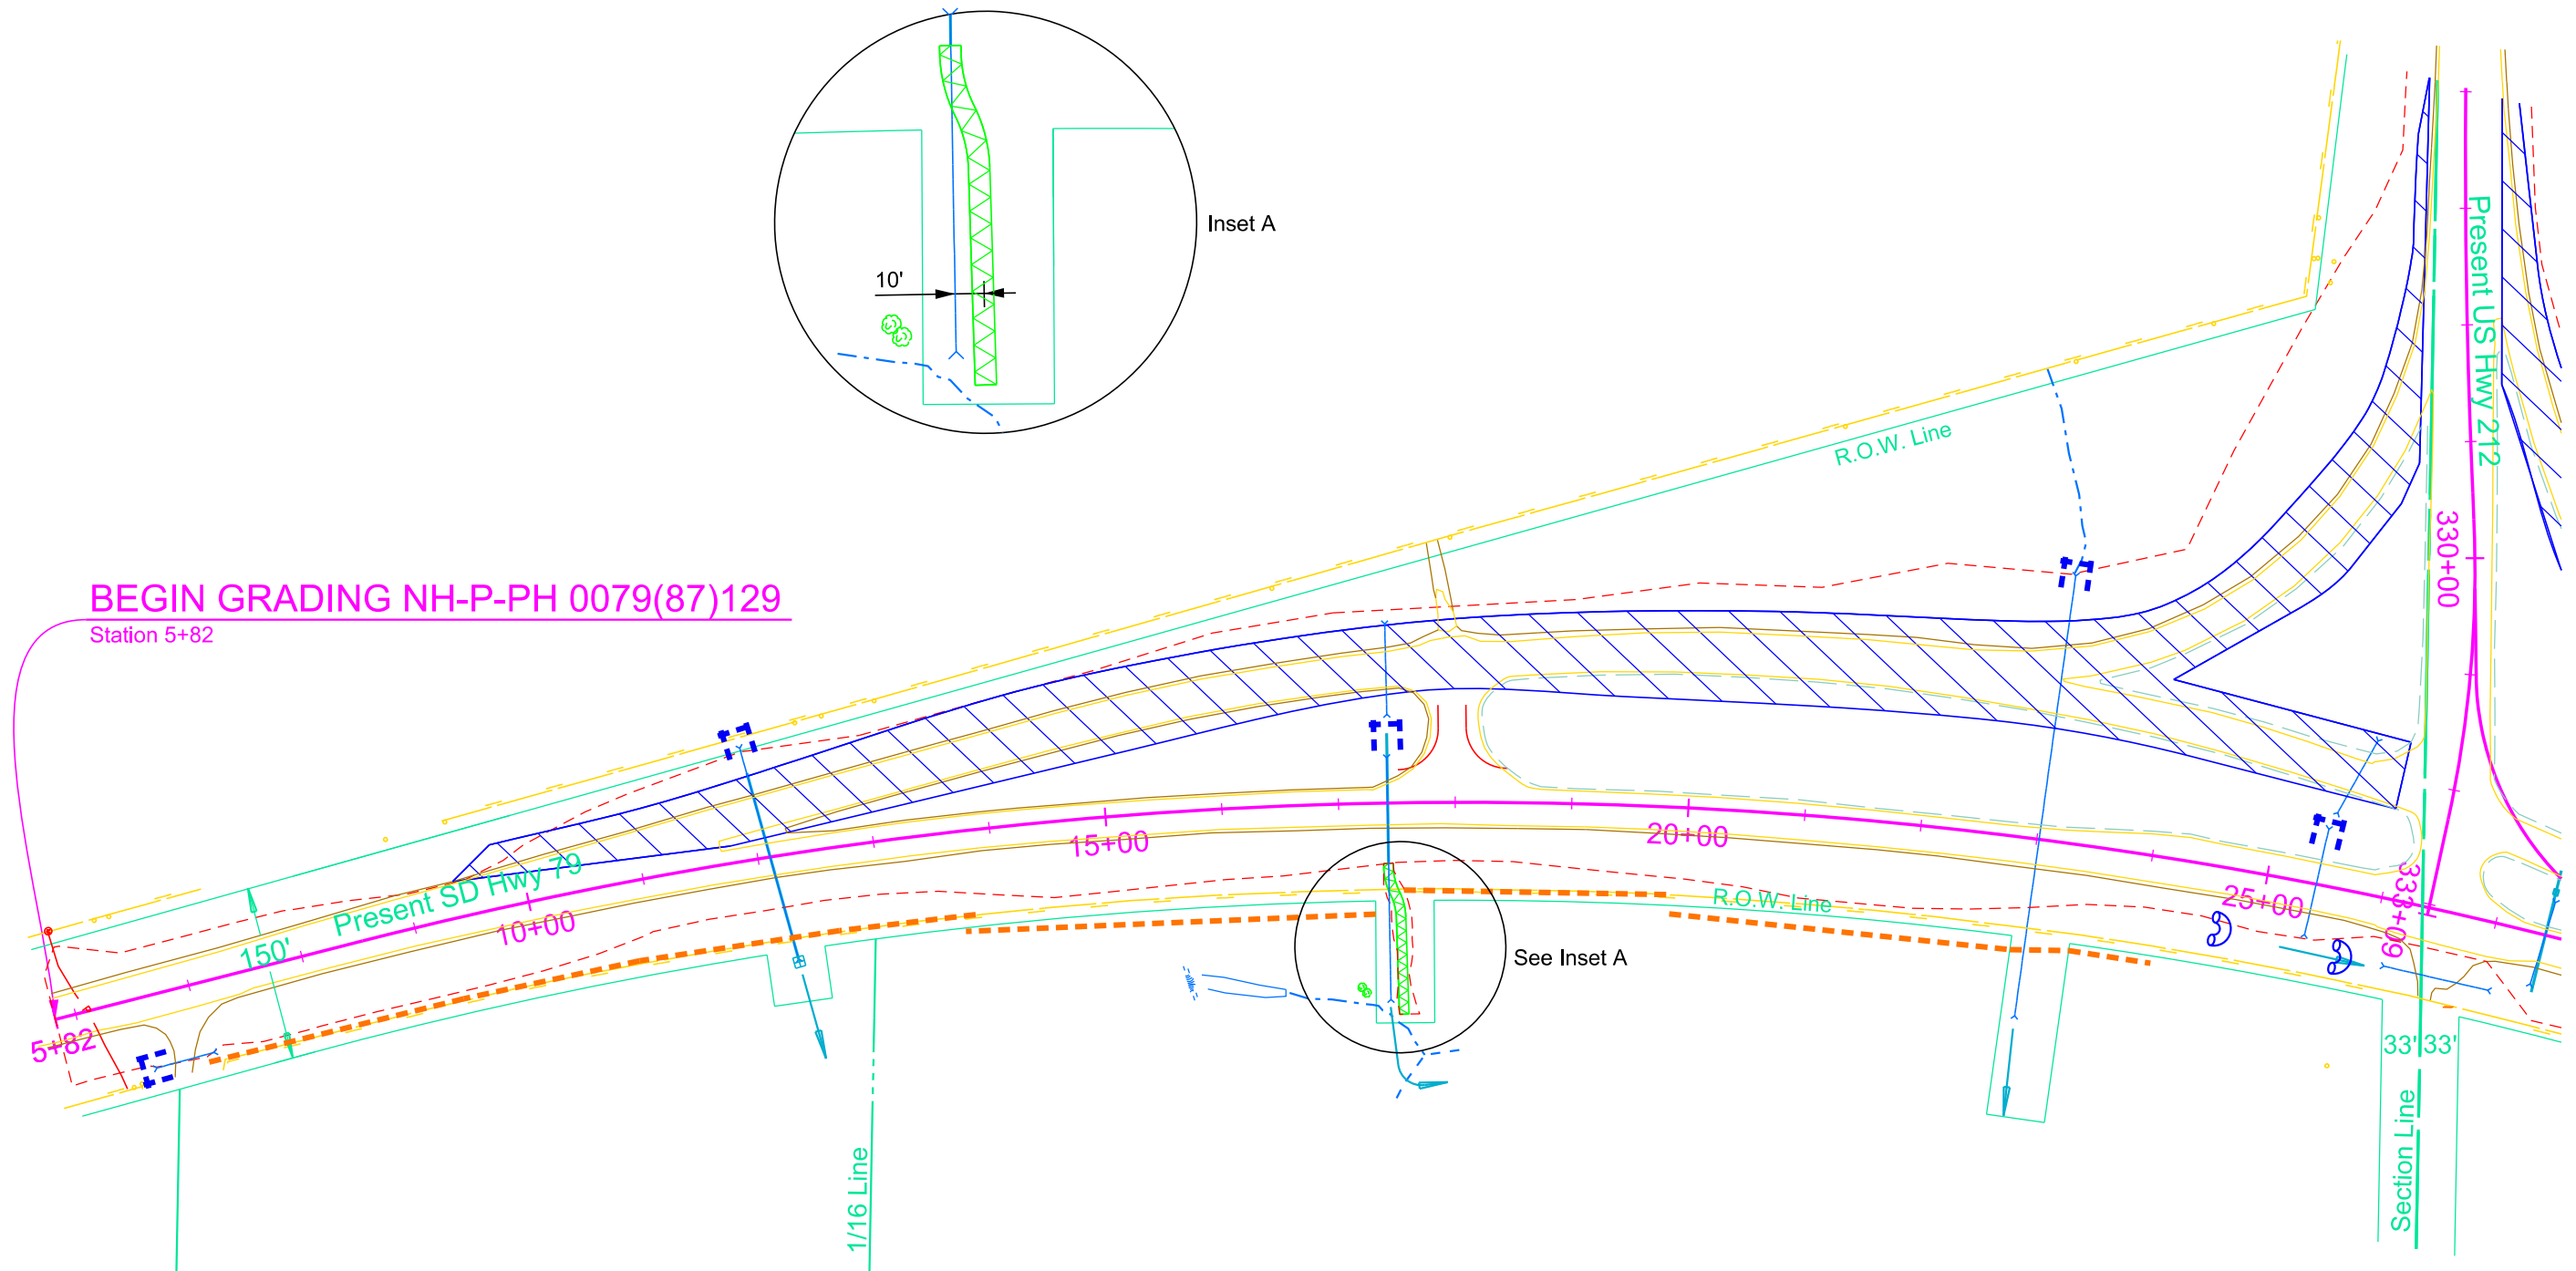 10'
Inset A
Present US Hwy 212
R.O.W. Line
330+00
BEGIN GRADING NH-P-PH 0079(87)129
Station 5+82
15+00
20+00
Present SD Hwy 79
10+00
150'
R.O.W. Line
25+00
333+09
See Inset A
5+82
33' 33'
1/16 Line
Section Line